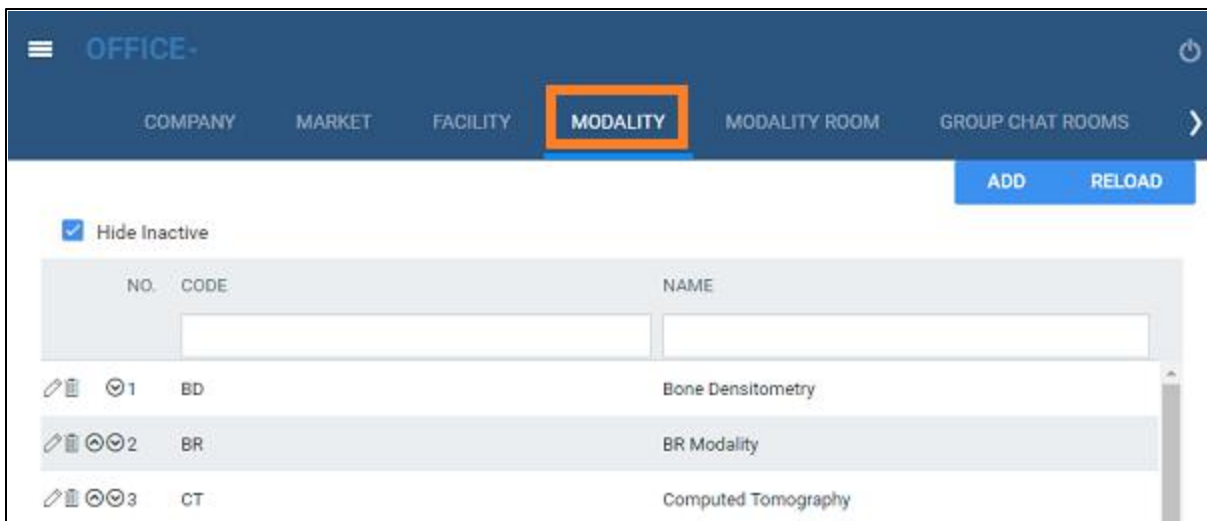 OFFICE-
COMPANY MARKET FACILITY MODALITY MODALITY ROOM GROUP CHAT ROOMS
ADD RELOAD
Hide Inactive
NO. CODE NAME
1 BD Bone Densitometry
2 BR BR Modality
3 CT Computed Tomography